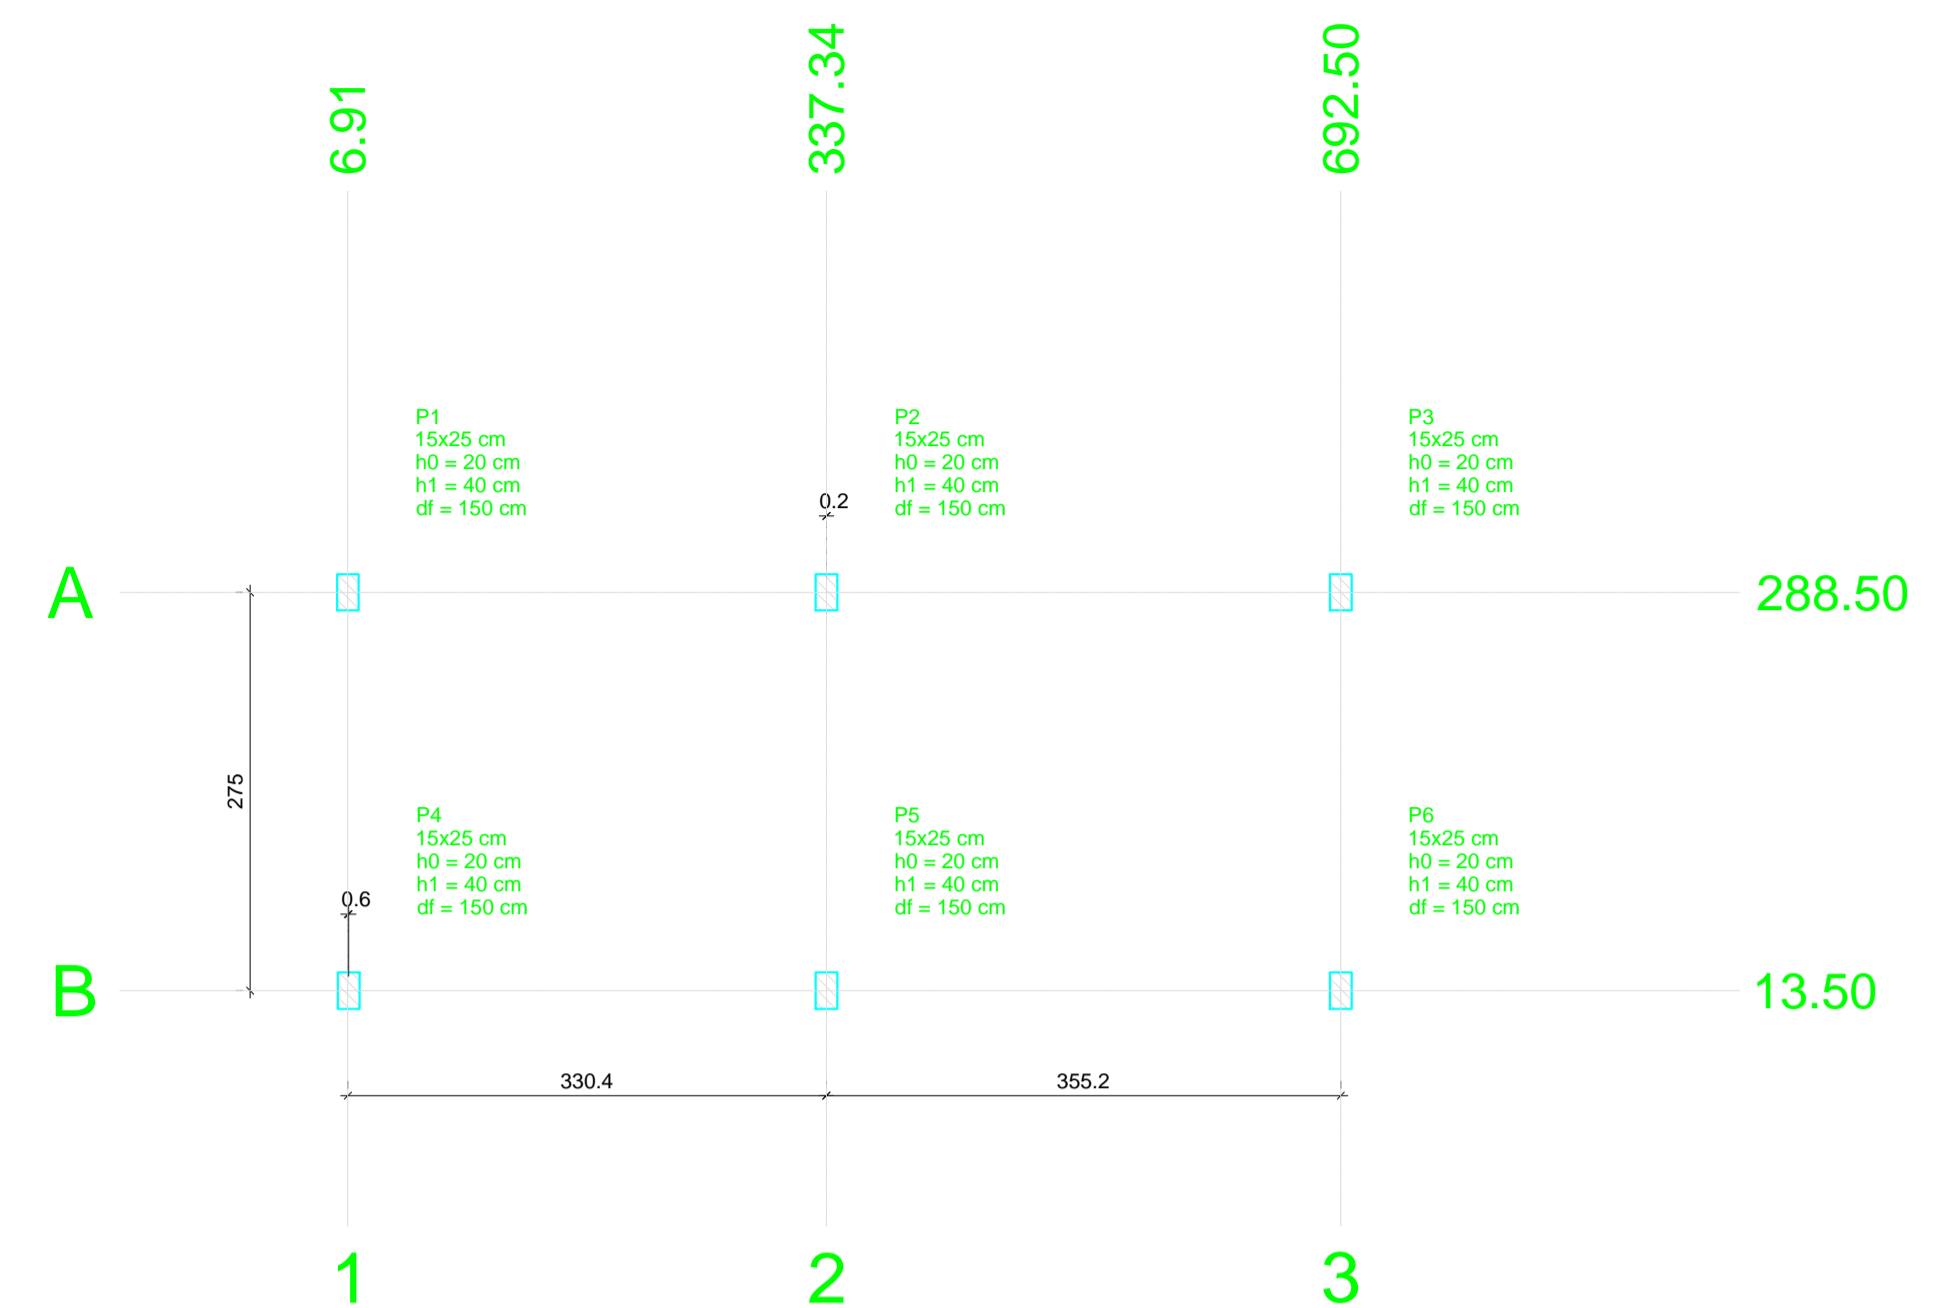 6.91
337.34
692.50
P1
15x25 cm
h0 = 20 cm
h1 = 40 cm
df = 150 cm
P2
15x25 cm
h0 = 20 cm
h1 = 40 cm
df = 150 cm
P3
15x25 cm
h0 = 20 cm
h1 = 40 cm
df = 150 cm
0.2
A
288.50
275
P4
15x25 cm
h0 = 20 cm
h1 = 40 cm
df = 150 cm
P5
15x25 cm
h0 = 20 cm
h1 = 40 cm
df = 150 cm
P6
15x25 cm
h0 = 20 cm
h1 = 40 cm
df = 150 cm
0.6
B
13.50
330.4
355.2
1
2
3